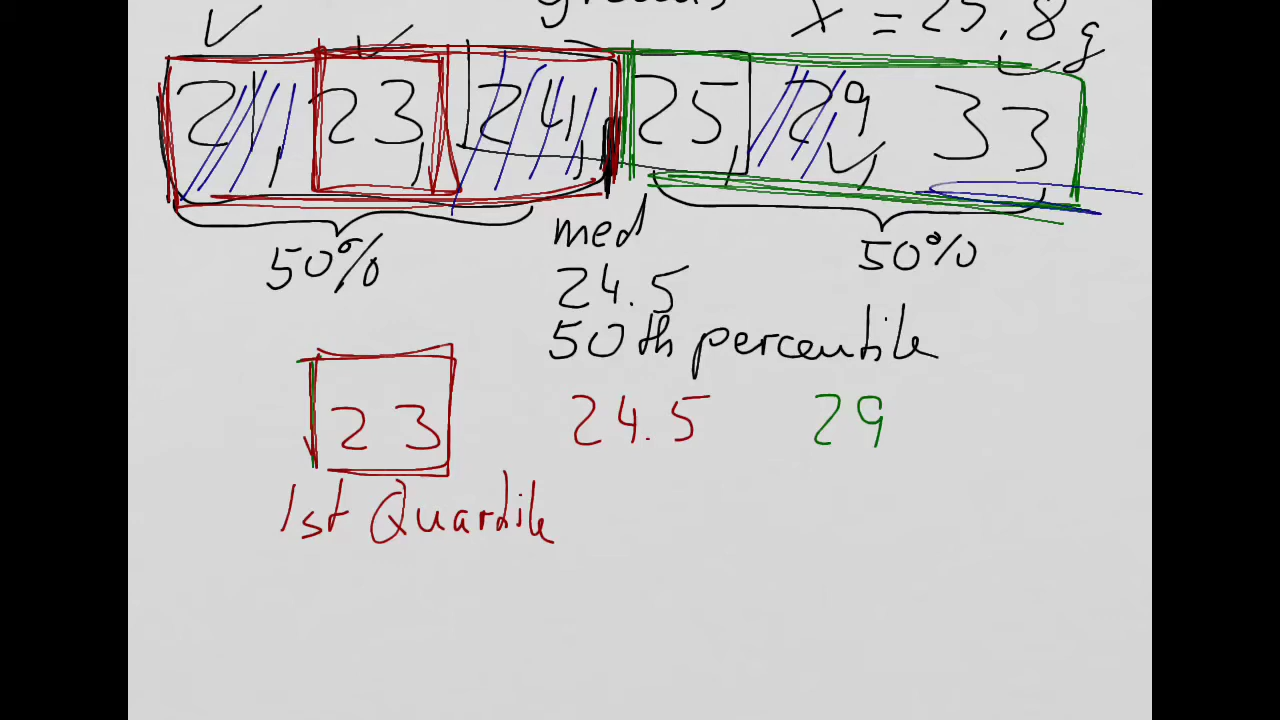 x̄ = 25.8g
21, 23, 24, 25, 29, 33
50% med 50%
24.5
50th percentile
23 24.5 29
1st Quartile